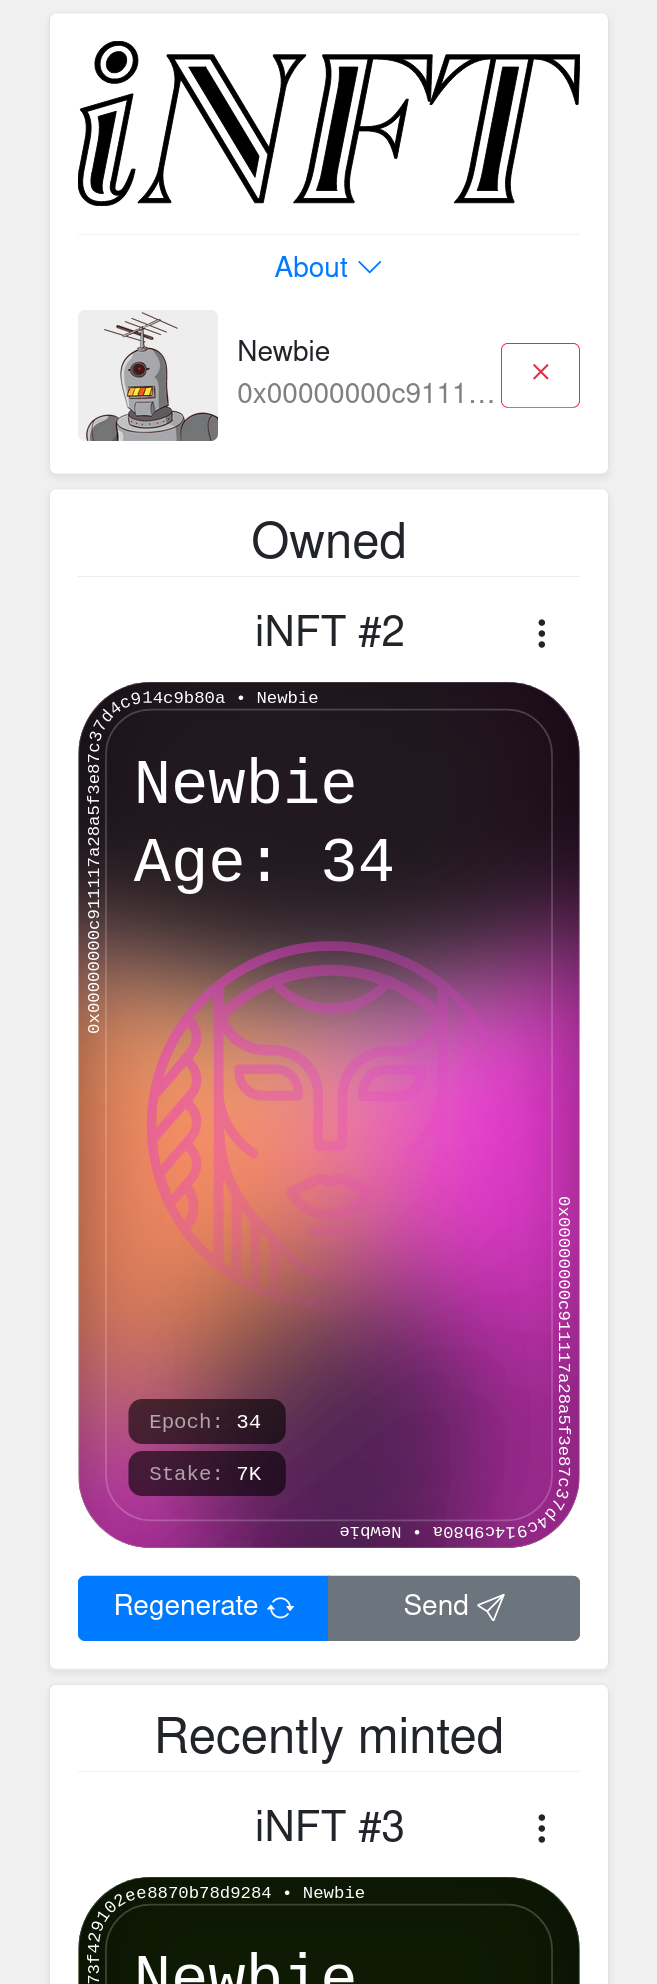 iNFT
About
Newbie
0x00000000c9111...
Owned
iNFT #2
0x00000000c911117a28a5f3e87c37d4c914c9b80a • Newbie
Newbie
Age: 34
Epoch: 34
Stake: 7K
0x00000000c911117a28a5f3e87c37d4c914c9b80a • Newbie
Regenerate
Send
Recently minted
iNFT #3
73f429102ee8870b78d9284 • Newbie
Newbie